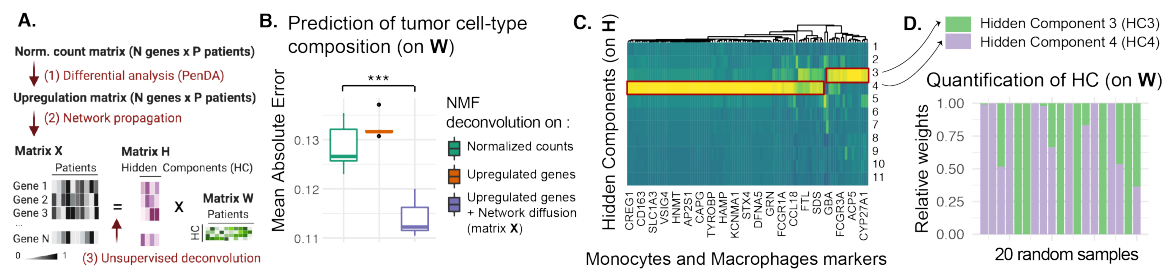 A.
Norm. count matrix (N genes x P patients)
(1) Differential analysis (PenDA)
Upregulation matrix (N genes x P patients)
(2) Network propagation
Matrix X
Patients
Gene 1
Gene 2
Gene 3
...
Gene N
0
1
=
Matrix H
Hidden Components (HC)
X
Matrix W
Patients
HC
(3) Unsupervised deconvolution
B.
Prediction of tumor cell-type
composition (on W)
Mean Absolute Error
0.13
0.12
0.11
***
NMF
deconvolution on :
Normalized counts
Upregulated genes
Upregulated genes
+ Network diffusion
(matrix X)
C.
Hidden Components (on H)
1
2
3
4
5
6
7
8
9
10
11
CREG1
CD163
SLC1A3
VSIG4
HNMT
AP2S1
CAPG
TYROBP
HAMP
KCNMA1
STX4
DFNA5
GRN
FCGR1A
CCL18
FTL
SDS
GBA
FCGR3A
ACP5
CYP27A1
Monocytes and Macrophages markers
D.
Hidden Component 3 (HC3)
Hidden Component 4 (HC4)
Quantification of HC (on W)
Relative weights
1.00
0.75
0.50
0.25
0.00
20 random samples